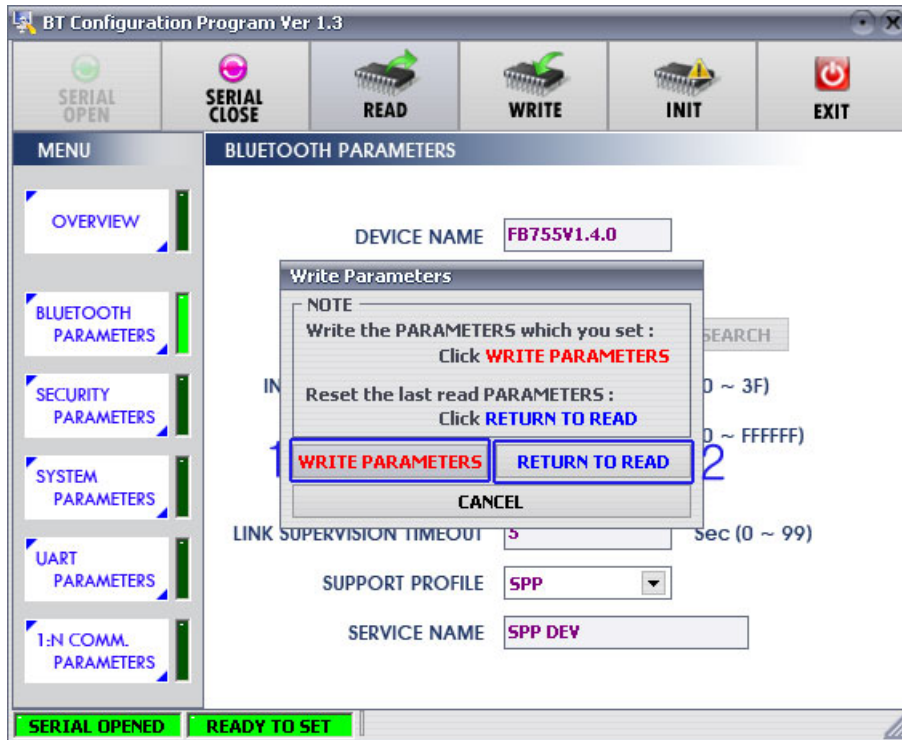 BT Configuration Program Ver 1.3
SERIAL
OPEN
SERIAL
CLOSE
READ
WRITE
INIT
EXIT
MENU
BLUETOOTH PARAMETERS
OVERVIEW
BLUETOOTH
PARAMETERS
SECURITY
PARAMETERS
SYSTEM
PARAMETERS
UART
PARAMETERS
1:N COMM.
PARAMETERS
DEVICE NAME FB755V1.4.0
SEARCH
IN 0 ~ 3F)
0 ~ FFFFFF)
Write Parameters
NOTE
Write the PARAMETERS which you set :
Click WRITE PARAMETERS
Reset the last read PARAMETERS :
Click RETURN TO READ
1 WRITE PARAMETERS RETURN TO READ 2
CANCEL
LINK SUPERVISION TIMEOUT 5 Sec (0 ~ 99)
SUPPORT PROFILE SPP
SERVICE NAME SPP DEV
SERIAL OPENED READY TO SET